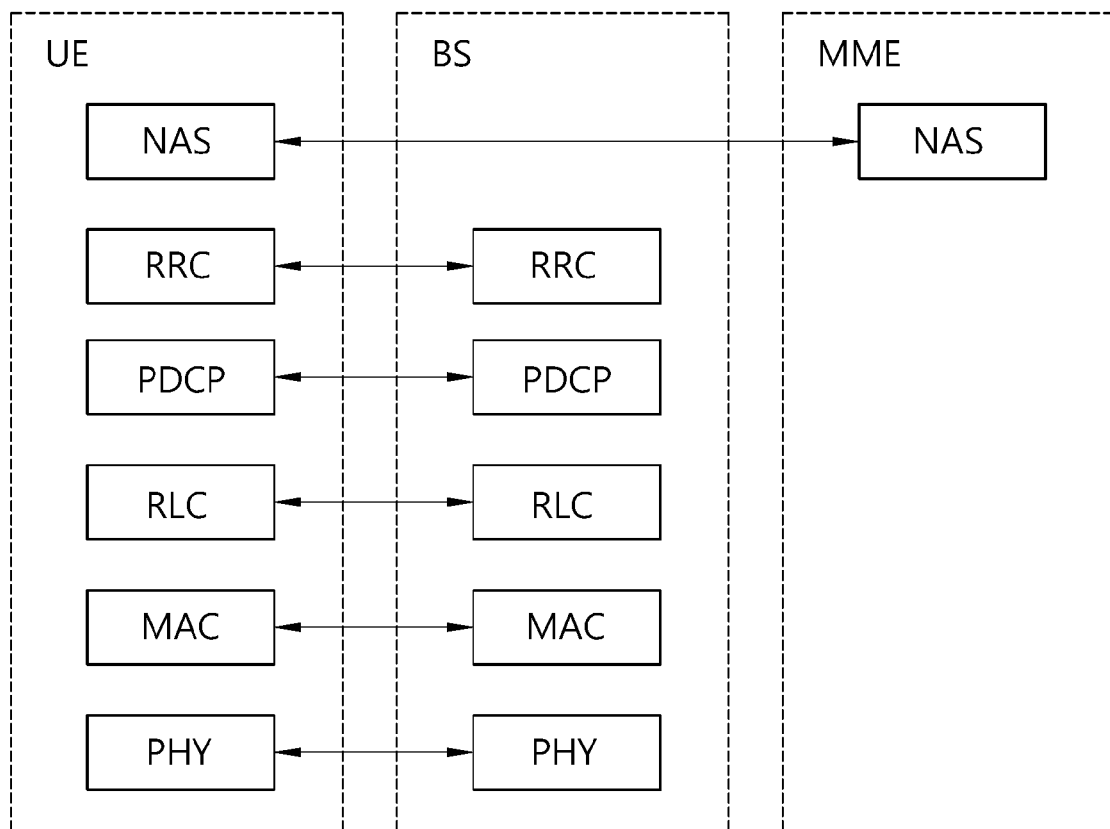 UE BS MME
NAS NAS
RRC RRC
PDCP PDCP
RLC RLC
MAC MAC
PHY PHY